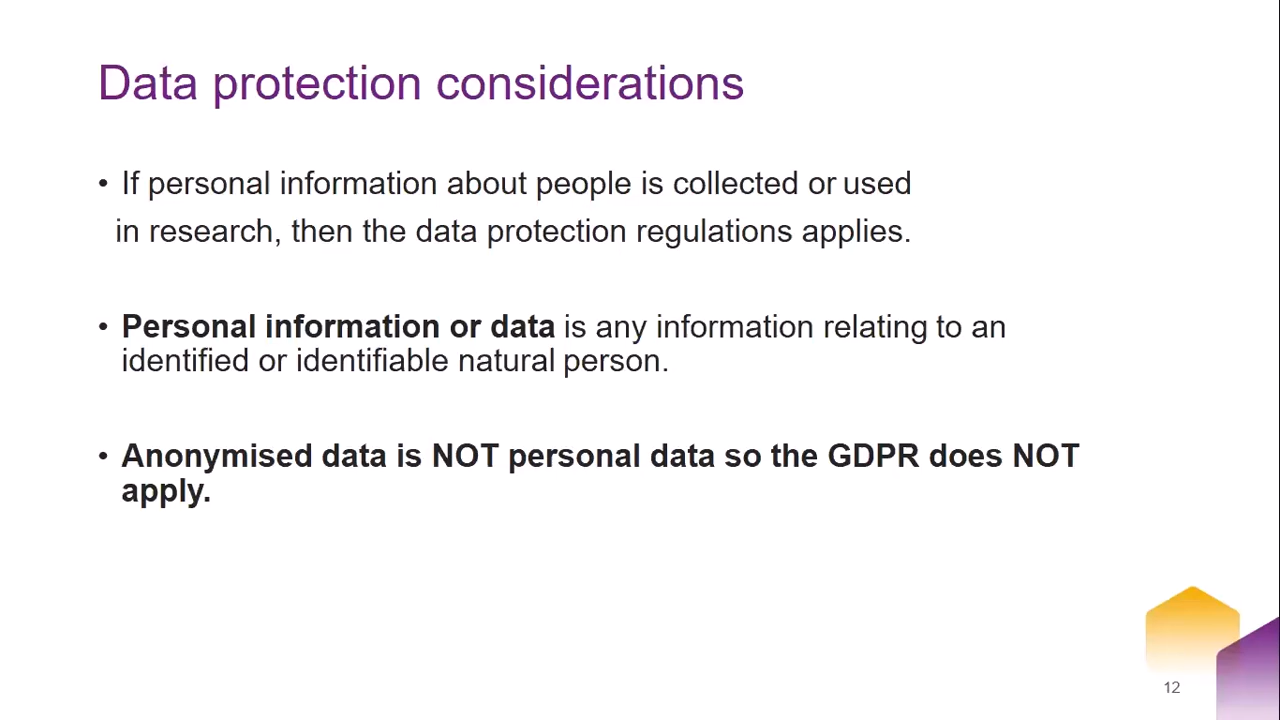 Data protection considerations
• If personal information about people is collected or used
in research, then the data protection regulations applies.
• Personal information or data is any information relating to an
identified or identifiable natural person.
• Anonymised data is NOT personal data so the GDPR does NOT
apply.
12